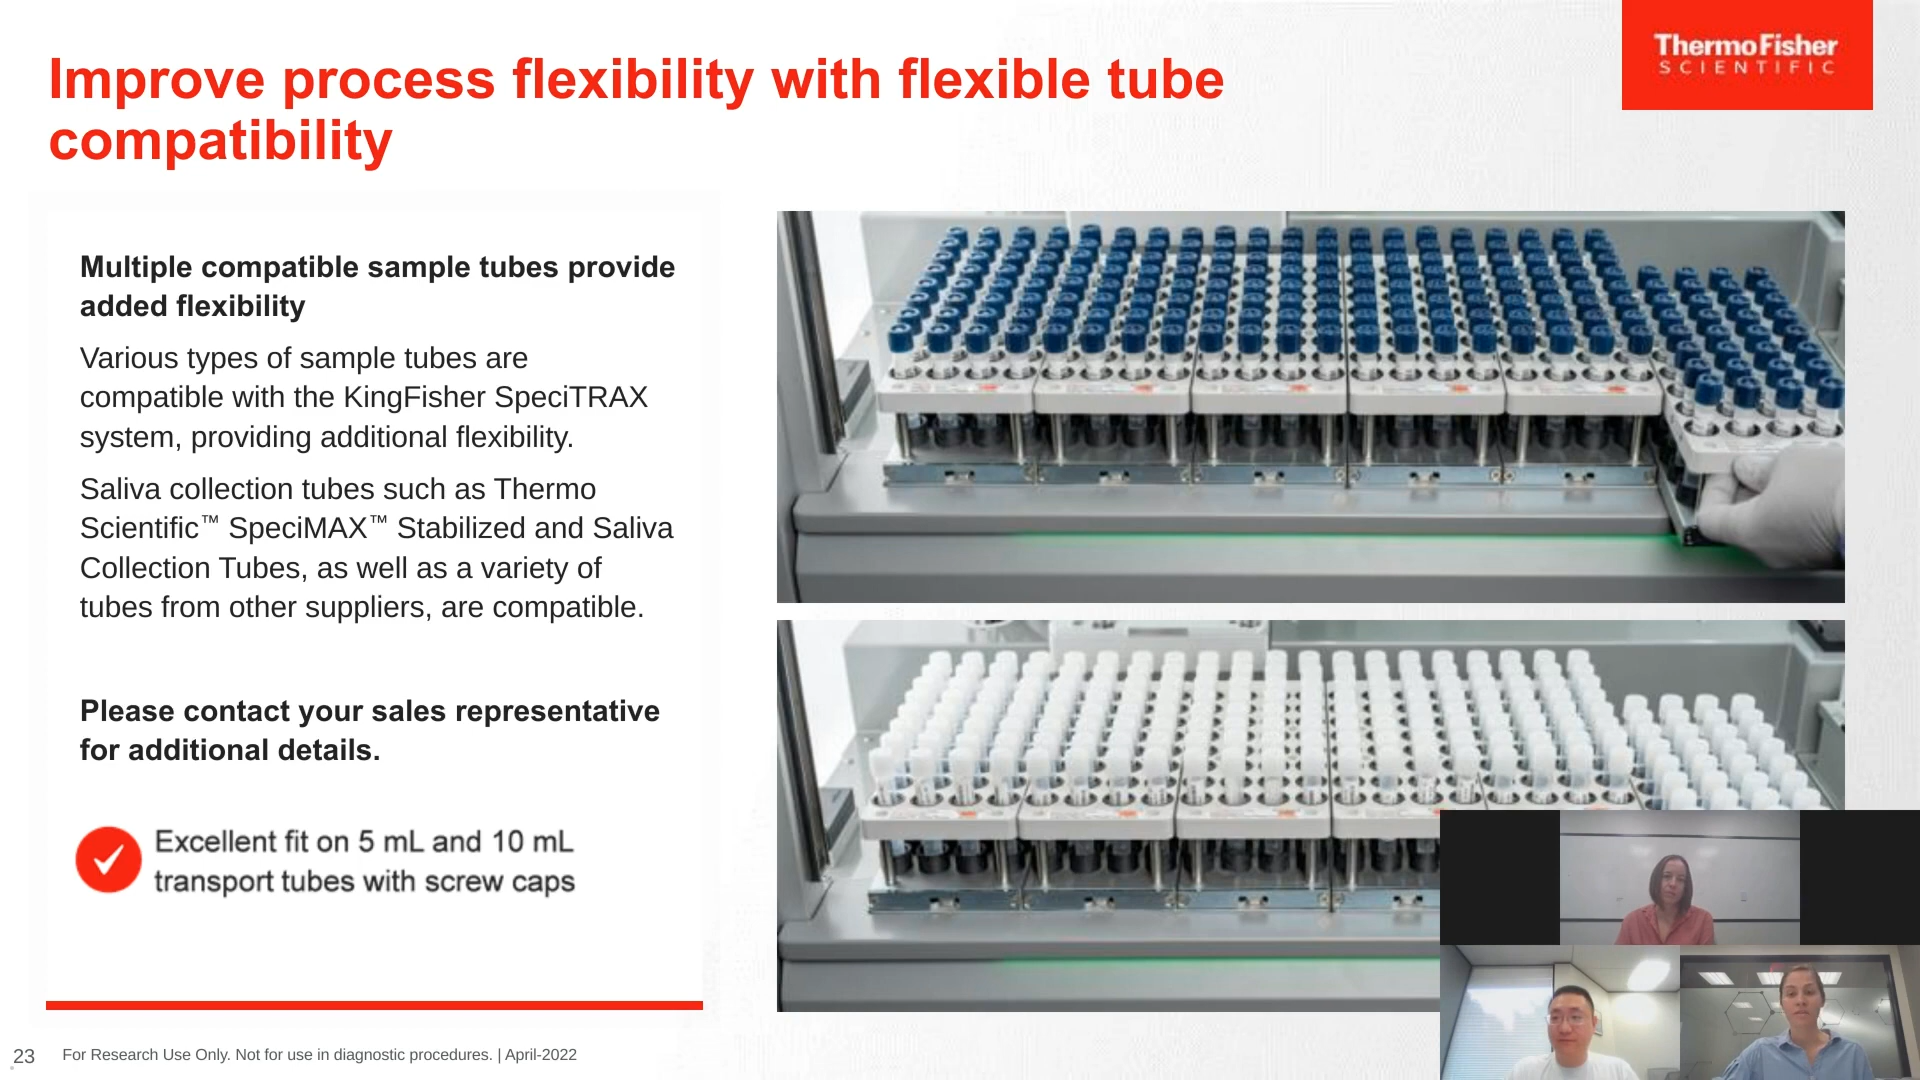 Improve process flexibility with flexible tube
compatibility
ThermoFisher
SCIENTIFIC
Multiple compatible sample tubes provide
added flexibility
Various types of sample tubes are
compatible with the KingFisher SpeciTRAX
system, providing additional flexibility.
Saliva collection tubes such as Thermo
Scientific™ SpeciMAX™ Stabilized and Saliva
Collection Tubes, as well as a variety of
tubes from other suppliers, are compatible.
Please contact your sales representative
for additional details.
Excellent fit on 5 mL and 10 mL
transport tubes with screw caps
23 For Research Use Only. Not for use in diagnostic procedures. | April-2022